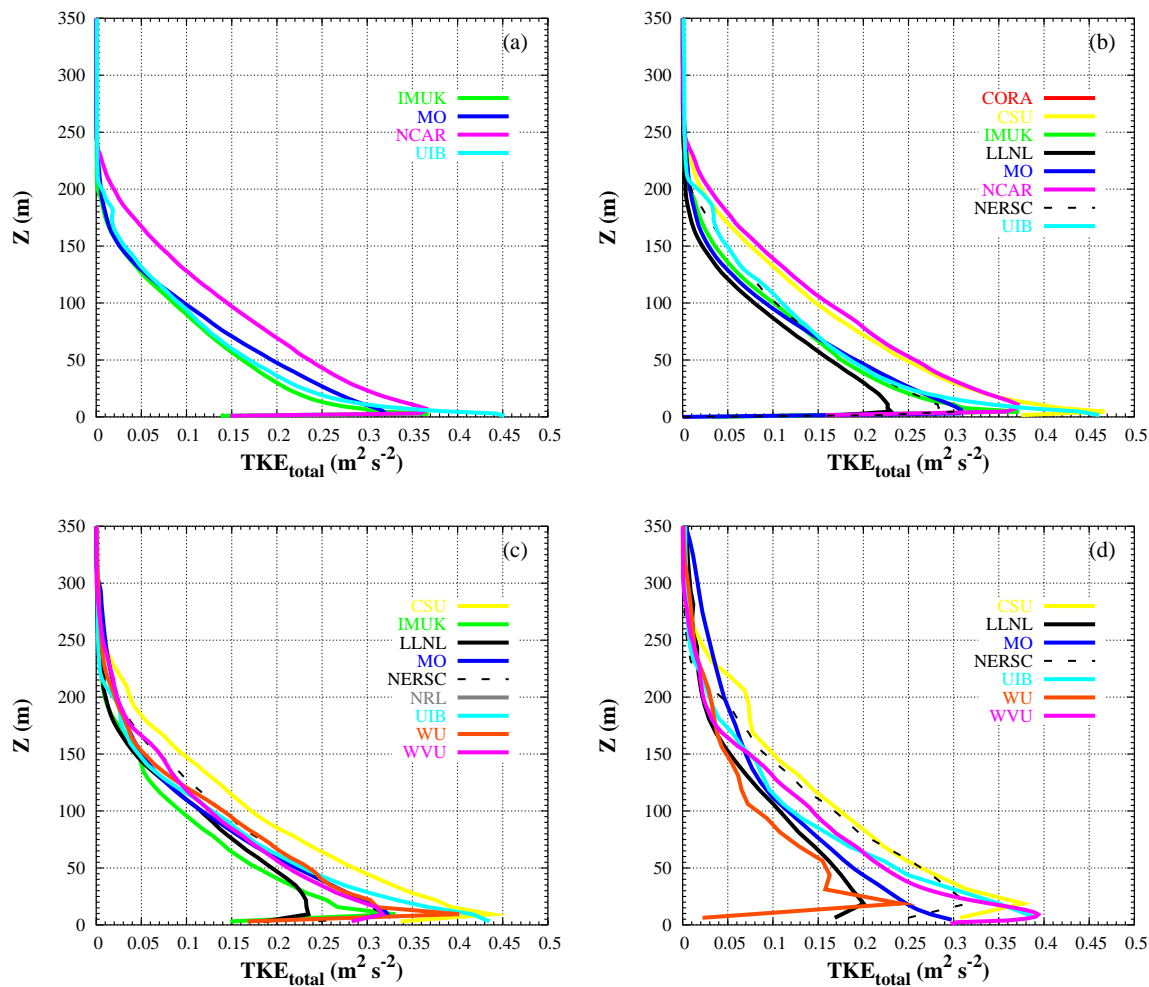 (a)
350
300
250
200
150
100
50
0
Z (m)
IMUK
MO
NCAR
UIB
0 0.05 0.1 0.15 0.2 0.25 0.3 0.35 0.4 0.45 0.5
TKE_total (m² s⁻²)
(b)
350
300
250
200
150
100
50
0
Z (m)
CORA
CSU
IMUK
LLNL
MO
NCAR
NERSC
UIB
0 0.05 0.1 0.15 0.2 0.25 0.3 0.35 0.4 0.45 0.5
TKE_total (m² s⁻²)
(c)
350
300
250
200
150
100
50
0
Z (m)
CSU
IMUK
LLNL
MO
NERSC
NRL
UIB
WU
WVU
0 0.05 0.1 0.15 0.2 0.25 0.3 0.35 0.4 0.45 0.5
TKE_total (m² s⁻²)
(d)
350
300
250
200
150
100
50
0
Z (m)
CSU
LLNL
MO
NERSC
UIB
WU
WVU
0 0.05 0.1 0.15 0.2 0.25 0.3 0.35 0.4 0.45 0.5
TKE_total (m² s⁻²)